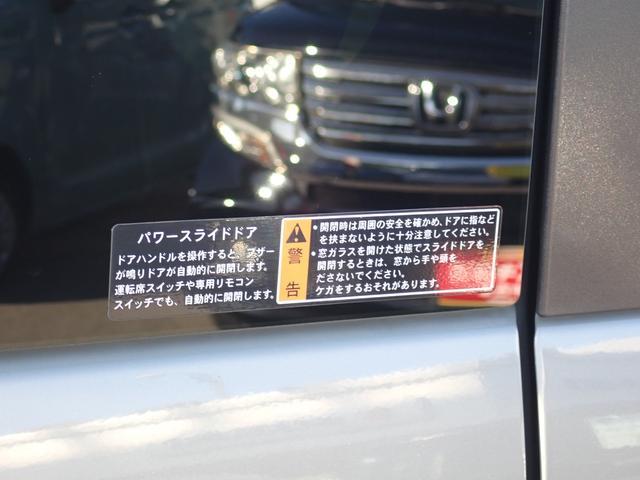 パワースライドドア
ドアハンドルを操作すると、ブザー
が鳴りドアが自動的に開閉します。
運転席スイッチや専用リモコン
スイッチでも、自動的に開閉します。
警告
・開閉時は周囲の安全を確かめ、ドアに指など
を挟まないように十分注意してください。
・窓ガラスを開けた状態でスライドドアを
開閉するときは、窓から手や頭を
ださないでください。
ケガをするおそれがあります。